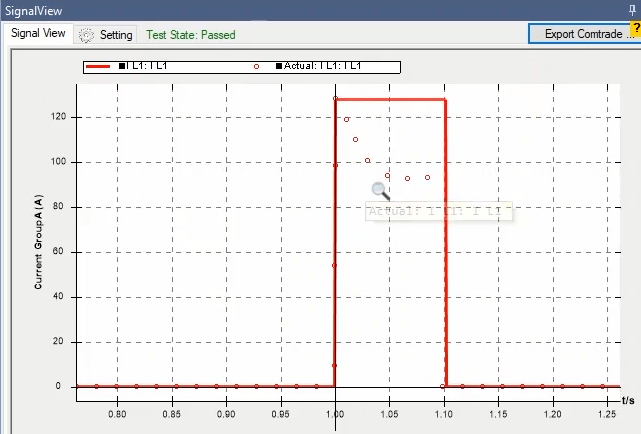 SignalView
Signal View Setting Test State: Passed Export Comtrade ... ?
I L1: I L1 Actual: I L1: I L1
120
100
80
60
40
20
0
Current Group A (A)
Actual: I L1: I L1
0.80 0.85 0.90 0.95 1.00 1.05 1.10 1.15 1.20 1.25
t/s